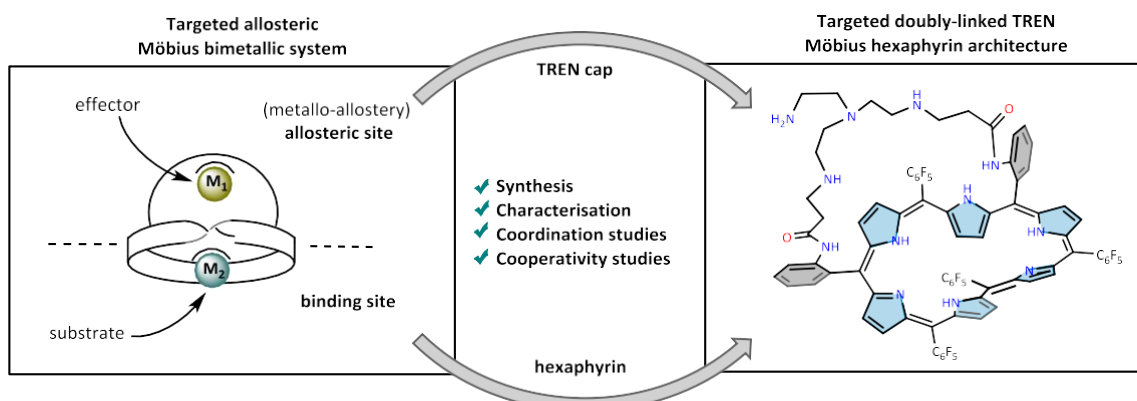 Targeted allosteric
Möbius bimetallic system
Targeted doubly-linked TREN
Möbius hexaphyrin architecture
TREN cap
effector
(metallo-allostery)
allosteric site
M1
M2
binding site
substrate
Synthesis
Characterisation
Coordination studies
Cooperativity studies
hexaphyrin
H2N
N
H
N
O
NH
NH
O
NH
C6F5
H
N
NH
HN
C6F5
N
C6F5
N
HN
C6F5